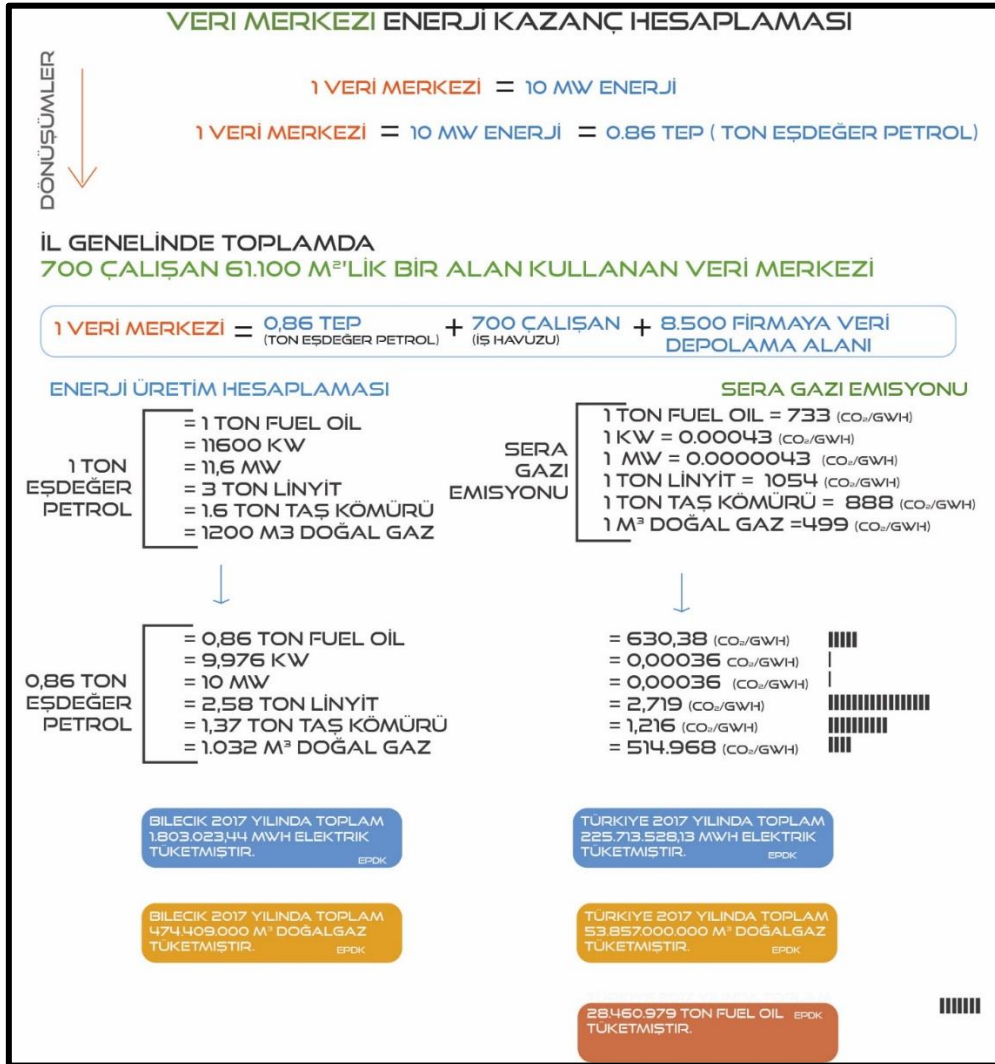 VERI MERKEZİ ENERJİ KAZANÇ HESAPLAMASI
DÖNÜŞÜMLER
1 VERİ MERKEZİ = 10 MW ENERJİ
1 VERİ MERKEZİ = 10 MW ENERJİ = 0.86 TEP ( TON EŞDEĞER PETROL)
İL GENELİNDE TOPLAMDA
700 ÇALIŞAN 61.100 M²'LİK BİR ALAN KULLANAN VERİ MERKEZİ
1 VERİ MERKEZİ = 0,86 TEP + 700 ÇALIŞAN + 8.500 FİRMAYA VERİ
(TON EŞDEĞER PETROL) (İŞ HAVUZU) DEPOLAMA ALANI
ENERJİ ÜRETİM HESAPLAMASI
1 TON
EŞDEĞER
PETROL
= 1 TON FUEL OİL
= 11600 KW
= 11,6 MW
= 3 TON LİNYİT
= 1.6 TON TAŞ KÖMÜRÜ
= 1200 M3 DOĞAL GAZ
SERA GAZI EMISYONU
SERA
GAZI
EMISYONU
1 TON FUEL OIL = 733 (CO₂/GWH)
1 KW = 0.00043 (CO₂/GWH)
1 MW = 0.0000043 (CO₂/GWH)
1 TON LİNYİT = 1054 (CO₂/GWH)
1 TON TAŞ KÖMÜRÜ = 888 (CO₂/GWH)
1 M³ DOĞAL GAZ =499 (CO₂/GWH)
0,86 TON
EŞDEĞER
PETROL
= 0,86 TON FUEL OİL
= 9,976 KW
= 10 MW
= 2,58 TON LİNYİT
= 1,37 TON TAŞ KÖMÜRÜ
= 1.032 M³ DOĞAL GAZ
= 630,38 (CO₂/GWH)
= 0,00036 CO₂/GWH)
= 0,00036 (CO₂/GWH)
= 2,719 (CO₂/GWH)
= 1,216 (CO₂/GWH)
= 514.968 (CO₂/GWH)
BILECIK 2017 YILINDA TOPLAM
1.803.023,44 MWH ELEKTRIK
TÜKETMIŞTIR. EPDK
TÜRKIYE 2017 YILINDA TOPLAM
225.713.528,13 MWH ELEKTRIK
TÜKETMIŞTIR. EPDK
BILECIK 2017 YILINDA TOPLAM
474.409.000 M³ DOĞALGAZ
TÜKETMIŞTIR. EPDK
TÜRKIYE 2017 YILINDA TOPLAM
53.857.000.000 M³ DOĞALGAZ
TÜKETMIŞTIR. EPDK
28.460.979 TON FUEL OIL EPDK
TÜKETMIŞTIR.